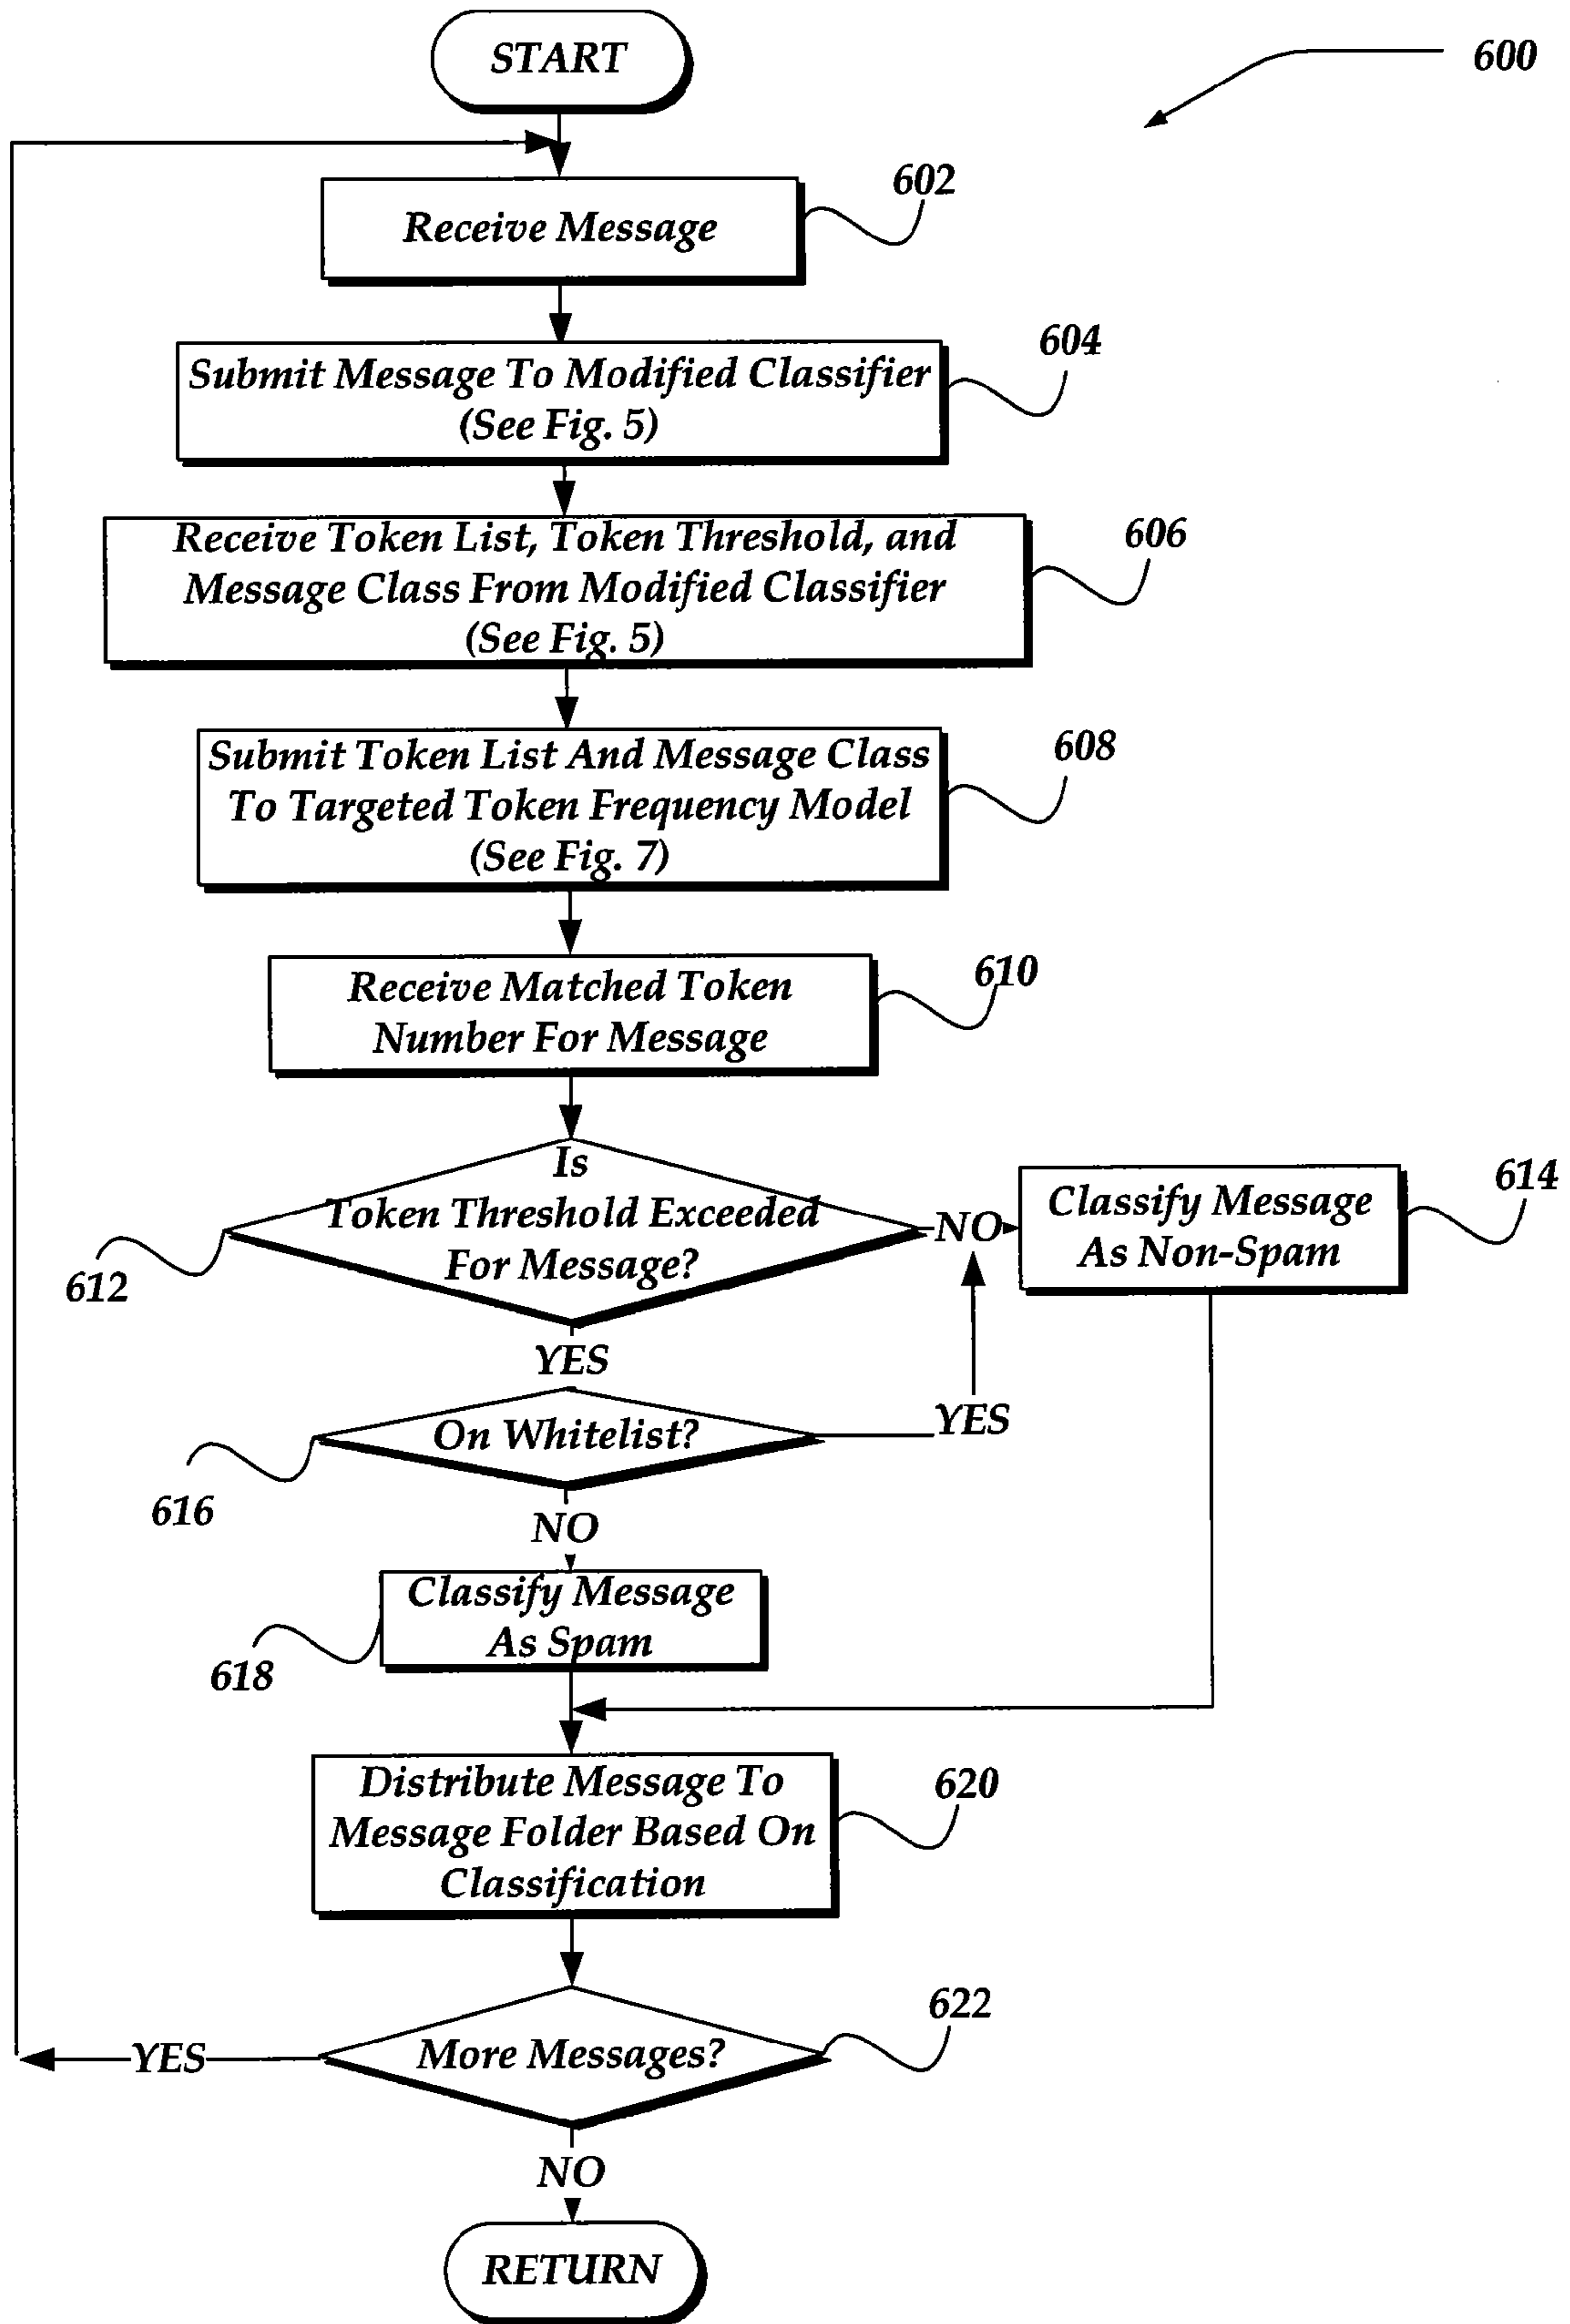 START
600
602
Receive Message
604
Submit Message To Modified Classifier
(See Fig. 5)
606
Receive Token List, Token Threshold, and
Message Class From Modified Classifier
(See Fig. 5)
608
Submit Token List And Message Class
To Targeted Token Frequency Model
(See Fig. 7)
610
Receive Matched Token
Number For Message
Is
Token Threshold Exceeded
For Message?
612
NO
614
Classify Message
As Non-Spam
YES
On Whitelist?
YES
616
NO
Classify Message
As Spam
618
620
Distribute Message To
Message Folder Based On
Classification
622
More Messages?
YES
NO
RETURN